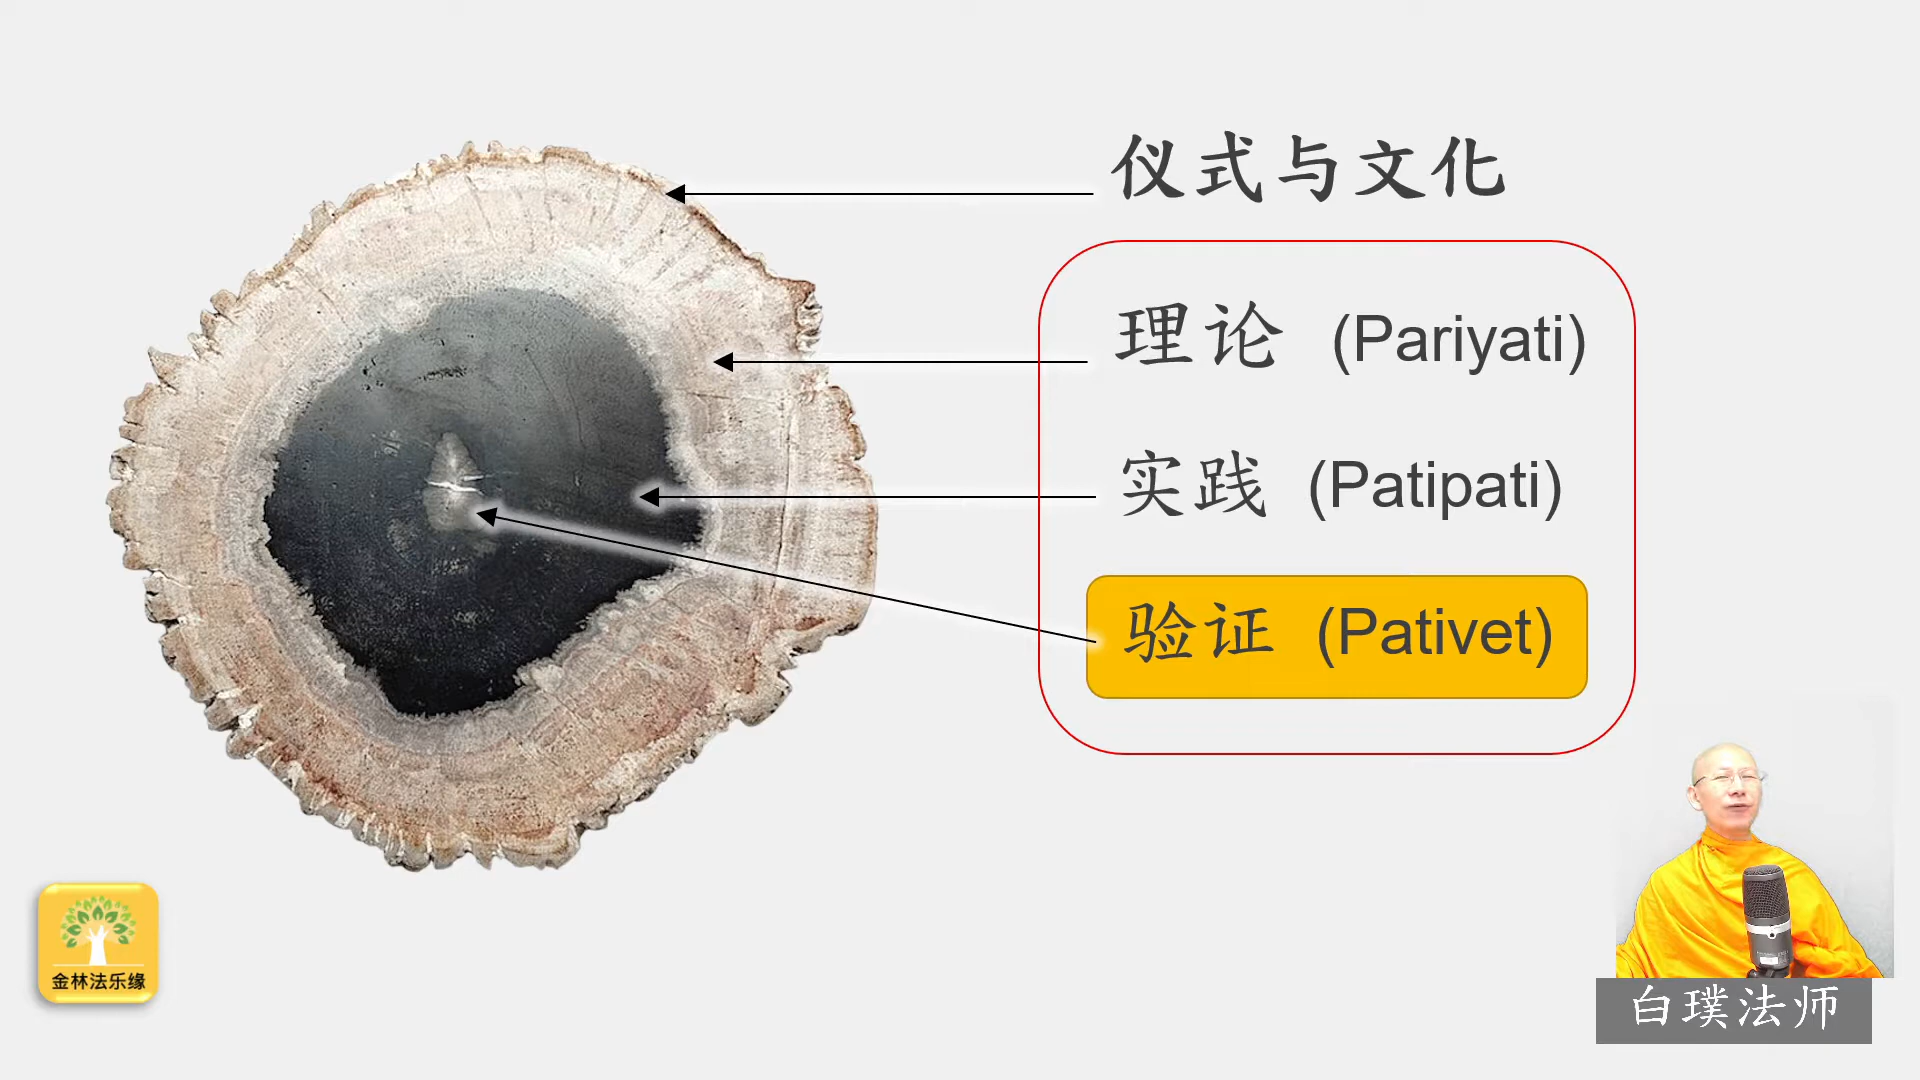 仪式与文化
理论 (Pariyati)
实践 (Patipati)
验证 (Pativet)
金林法乐缘
白璞法师